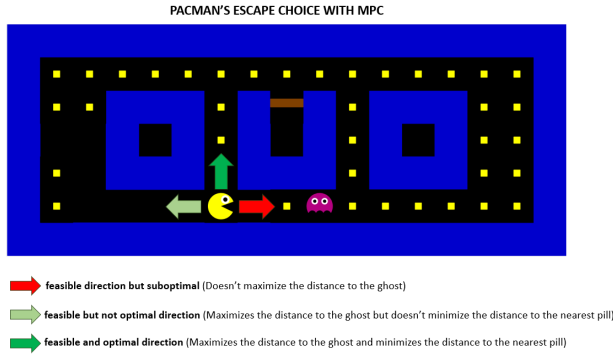 PACMAN'S ESCAPE CHOICE WITH MPC
feasible direction but suboptimal (Doesn't maximize the distance to the ghost)
feasible but not optimal direction (Maximizes the distance to the ghost but doesn't minimize the distance to the nearest pill)
feasible and optimal direction (Maximizes the distance to the ghost and minimizes the distance to the nearest pill)